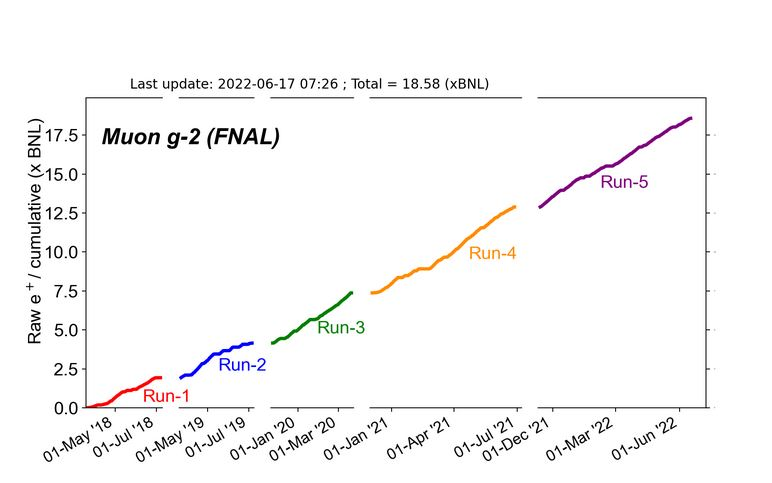 Last update: 2022-06-17 07:26 ; Total = 18.58 (xBNL)
Muon g-2 (FNAL)
Raw e+ / cumulative (x BNL)
17.5
15.0
12.5
10.0
7.5
5.0
2.5
0.0
Run-1
Run-2
Run-3
Run-4
Run-5
01-May '18
01-Jul '18
01-May '19
01-Jul '19
01-Jan '20
01-Mar '20
01-Jan '21
01-Apr '21
01-Jul '21
01-Dec '21
01-Mar '22
01-Jun '22